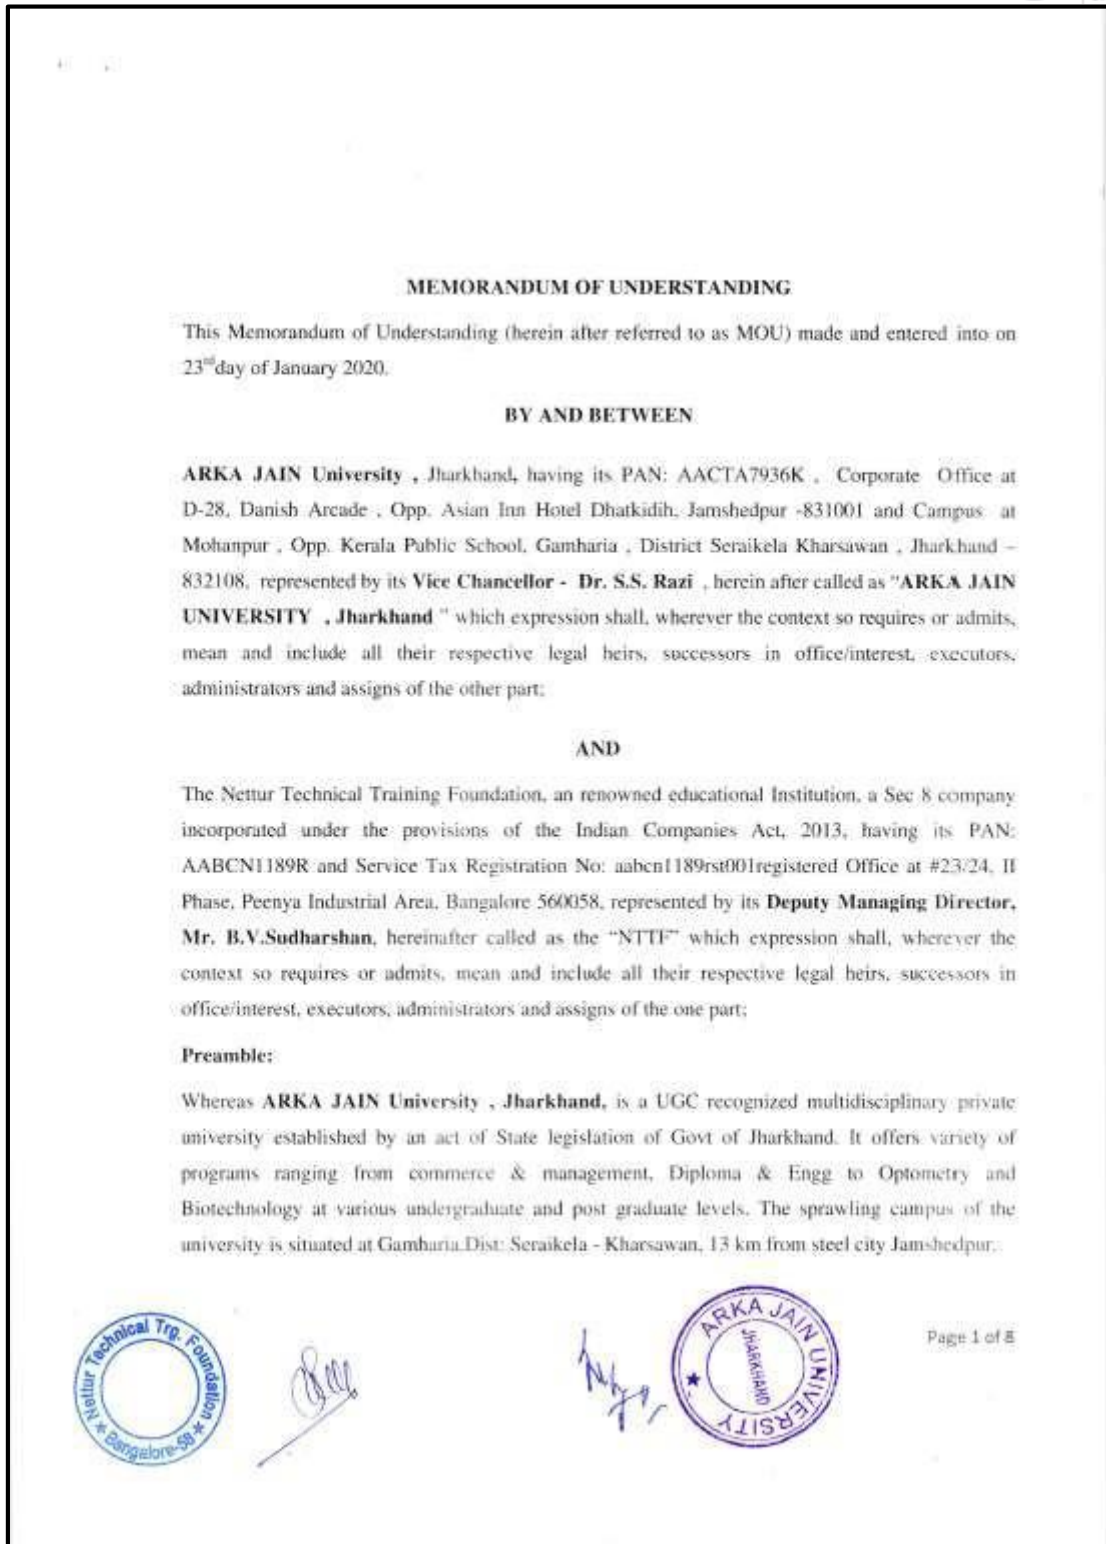 MEMORANDUM OF UNDERSTANDING
This Memorandum of Understanding (herein after referred to as MOU) made and entered into on
23rd day of January 2020.
BY AND BETWEEN
ARKA JAIN University , Jharkhand, having its PAN: AACTA7936K , Corporate Office at
D-28, Danish Arcade , Opp. Asian Inn Hotel Dhatkidih, Jamshedpur -831001 and Campus at
Mohanpur , Opp. Kerala Public School, Gamharia , District Seraikela Kharsawan , Jharkhand –
832108, represented by its Vice Chancellor - Dr. S.S. Razi , herein after called as "ARKA JAIN
UNIVERSITY , Jharkhand " which expression shall, wherever the context so requires or admits,
mean and include all their respective legal heirs, successors in office/interest, executors,
administrators and assigns of the other part;
AND
The Nettur Technical Training Foundation, an renowned educational Institution, a Sec 8 company
incorporated under the provisions of the Indian Companies Act, 2013, having its PAN:
AABCN1189R and Service Tax Registration No: aabcn1189rst001registered Office at #23/24, II
Phase, Peenya Industrial Area, Bangalore 560058, represented by its Deputy Managing Director,
Mr. B.V.Sudharshan, hereinafter called as the "NTTF" which expression shall, wherever the
context so requires or admits, mean and include all their respective legal heirs, successors in
office/interest, executors, administrators and assigns of the one part;
Preamble:
Whereas ARKA JAIN University , Jharkhand, is a UGC recognized multidisciplinary private
university established by an act of State legislation of Govt of Jharkhand. It offers variety of
programs ranging from commerce & management, Diploma & Engg to Optometry and
Biotechnology at various undergraduate and post graduate levels. The sprawling campus of the
university is situated at Gamharia.Dist: Seraikela - Kharsawan, 13 km from steel city Jamshedpur.
Nettur Technical Trg. Foundation
Bangalore-58
ARKA JAIN UNIVERSITY
JHARKHAND
Page 1 of 8